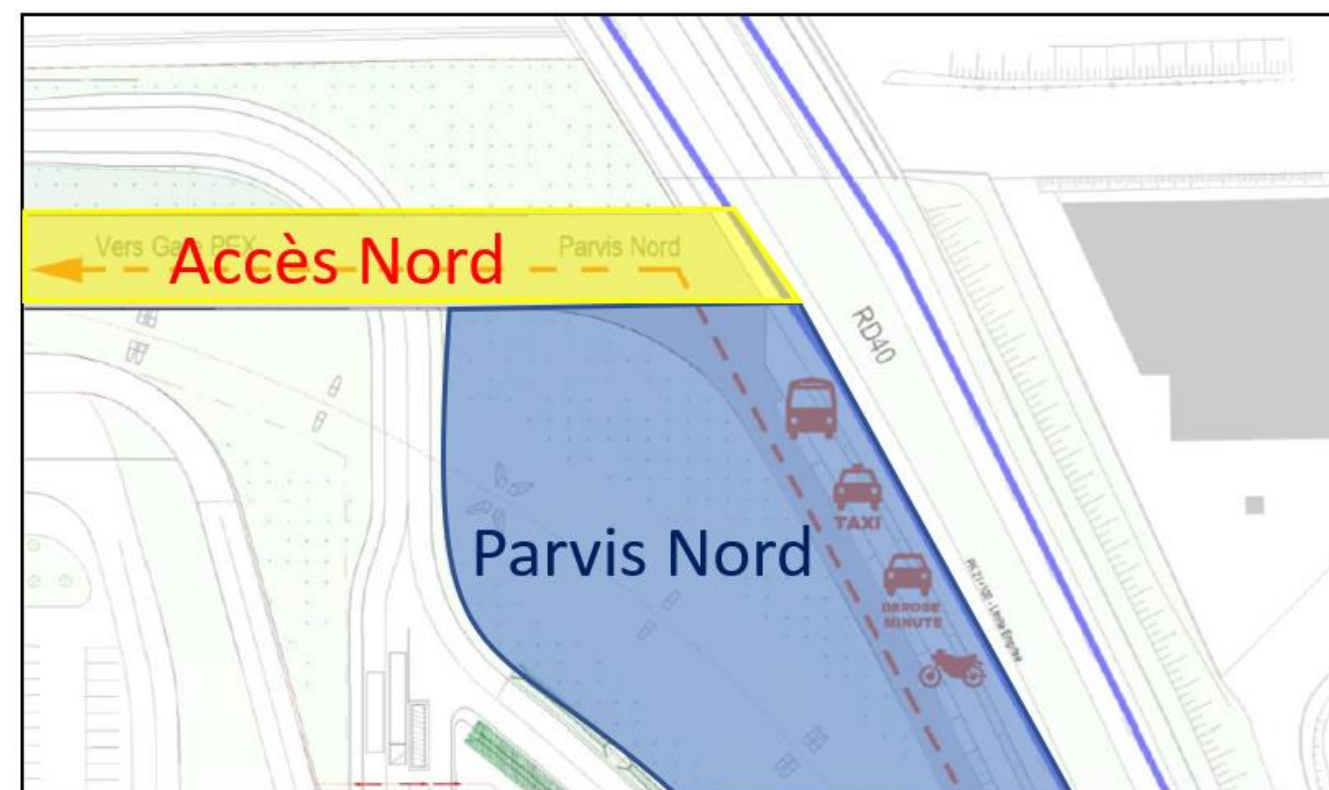 Vers Gare PEX
Parvis Nord
Accès Nord
RD40
TAXI
Parvis Nord
DEPOSE
MINUTE